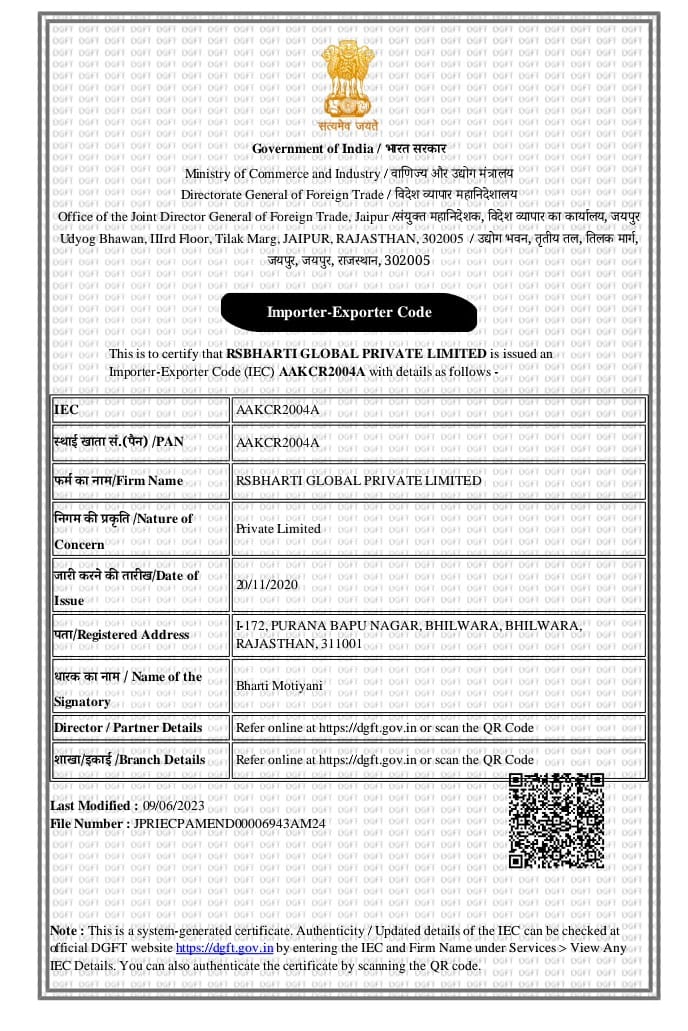 सत्यमेव जयते
Government of India / भारत सरकार
Ministry of Commerce and Industry / वाणिज्य और उद्योग मंत्रालय
Directorate General of Foreign Trade / विदेश व्यापार महानिदेशालय
Office of the Joint Director General of Foreign Trade, Jaipur /संयुक्त महानिदेशक, विदेश व्यापार का कार्यालय, जयपुर
Udyog Bhawan, IIIrd Floor, Tilak Marg, JAIPUR, RAJASTHAN, 302005 / उद्योग भवन, तृतीय तल, तिलक मार्ग,
जयपुर, जयपुर, राजस्थान, 302005
Importer-Exporter Code
This is to certify that RSBHARTI GLOBAL PRIVATE LIMITED is issued an
Importer-Exporter Code (IEC) AAKCR2004A with details as follows -
IEC AAKCR2004A
स्थाई खाता सं.(पैन) /PAN AAKCR2004A
फर्म का नाम/Firm Name RSBHARTI GLOBAL PRIVATE LIMITED
निगम की प्रकृति /Nature of
Concern
Private Limited
जारी करने की तारीख/Date of
Issue
20/11/2020
पता/Registered Address
I-172, PURANA BAPU NAGAR, BHILWARA, BHILWARA,
RAJASTHAN, 311001
धारक का नाम / Name of the
Signatory
Bharti Motiyani
Director / Partner Details Refer online at https://dgft.gov.in or scan the QR Code
शाखा/इकाई /Branch Details Refer online at https://dgft.gov.in or scan the QR Code
Last Modified : 09/06/2023
File Number : JPRIECPAMEND00006943AM24
Note : This is a system-generated certificate. Authenticity / Updated details of the IEC can be checked at
official DGFT website https://dgft.gov.in by entering the IEC and Firm Name under Services > View Any
IEC Details. You can also authenticate the certificate by scanning the QR code.